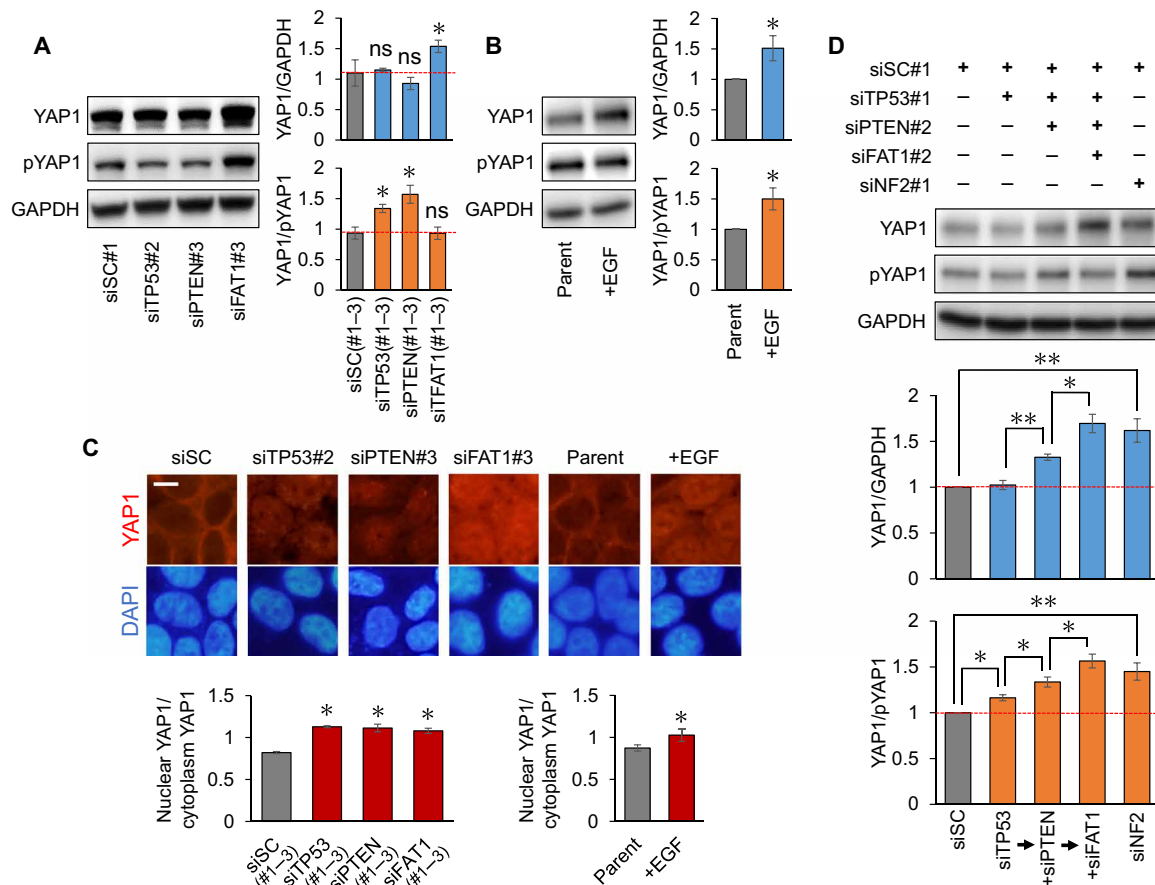 A
YAP1
pYAP1
GAPDH
siSC#1
siTP53#2
siPTEN#3
siFAT1#3
YAP1/GAPDH
2
1.5
1
0.5
0
ns
ns
*
YAP1/pYAP1
2
1.5
1
0.5
0
*
*
ns
siSC(#1–3)
siTP53(#1–3)
siPTEN(#1–3)
siTFAT1(#1–3)
B
YAP1
pYAP1
GAPDH
Parent
+EGF
YAP1/GAPDH
2
1.5
1
0.5
0
*
YAP1/pYAP1
2
1.5
1
0.5
0
*
Parent
+EGF
C
siSC siTP53#2 siPTEN#3 siFAT1#3 Parent +EGF
YAP1
DAPI
Nuclear YAP1/
cytoplasm YAP1
1.5
1
0.5
0
*
*
*
siSC
(#1–3)
siTP53
(#1–3)
siPTEN
(#1–3)
siFAT1
(#1–3)
Nuclear YAP1/
cytoplasm YAP1
1.5
1
0.5
0
*
Parent
+EGF
D
siSC#1 + + + + +
siTP53#1 – + + + –
siPTEN#2 – – + + –
siFAT1#2 – – – + –
siNF2#1 – – – – +
YAP1
pYAP1
GAPDH
YAP1/GAPDH
2
1.5
1
0.5
0
**
**
*
YAP1/pYAP1
2
1.5
1
0.5
0
**
*
*
*
siSC
siTP53
+siPTEN
+siFAT1
siNF2